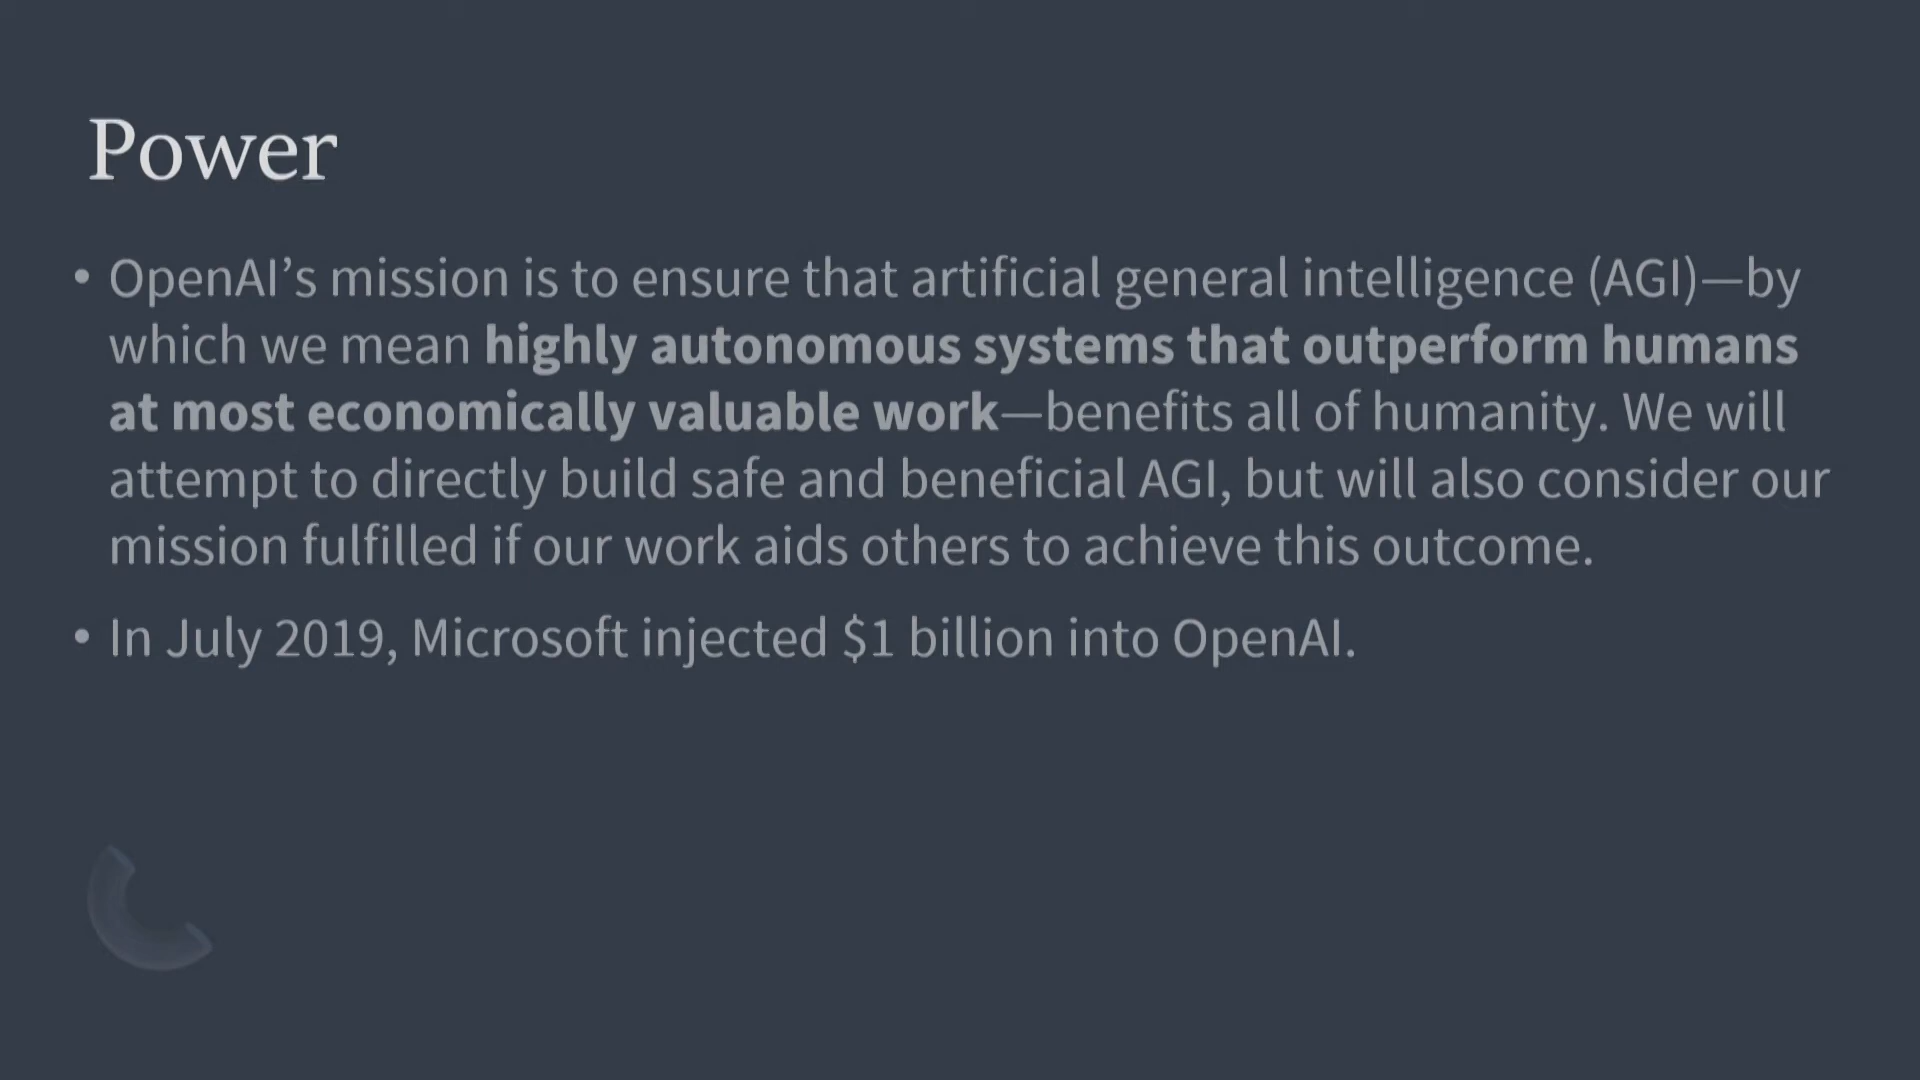 Power
• OpenAI’s mission is to ensure that artificial general intelligence (AGI)—by
which we mean highly autonomous systems that outperform humans
at most economically valuable work—benefits all of humanity. We will
attempt to directly build safe and beneficial AGI, but will also consider our
mission fulfilled if our work aids others to achieve this outcome.
• In July 2019, Microsoft injected $1 billion into OpenAI.